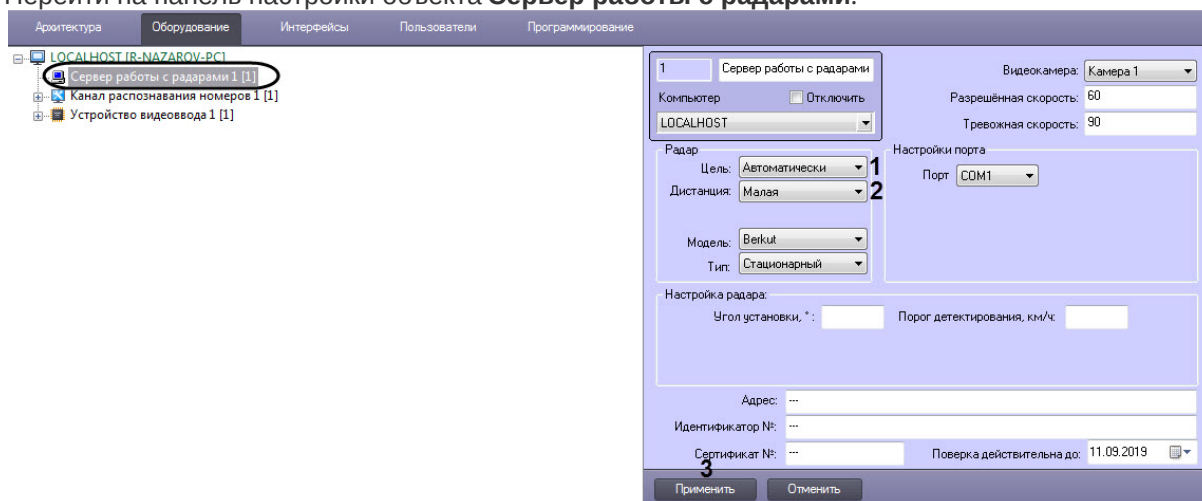 Перейти на панель настройки объекта Сервер работы с радарами.
Архитектура Оборудование Интерфейсы Пользователи Программирование
LOCALHOST [R-NAZAROV-PC]
Сервер работы с радарами 1 [1]
Канал распознавания номеров 1 [1]
Устройство видеоввода 1 [1]
1 Сервер работы с радарами
Компьютер Отключить
LOCALHOST
Видеокамера: Камера 1
Разрешённая скорость: 60
Тревожная скорость: 90
Радар
Цель: Автоматически 1
Дистанция: Малая 2
Модель: Berkut
Тип: Стационарный
Настройки порта
Порт COM1
Настройка радара:
Угол установки, ° : Порог детектирования, км/ч:
Адрес: ---
Идентификатор №: ---
Сертификат №: --- Поверка действительна до: 11.09.2019
3
Применить Отменить